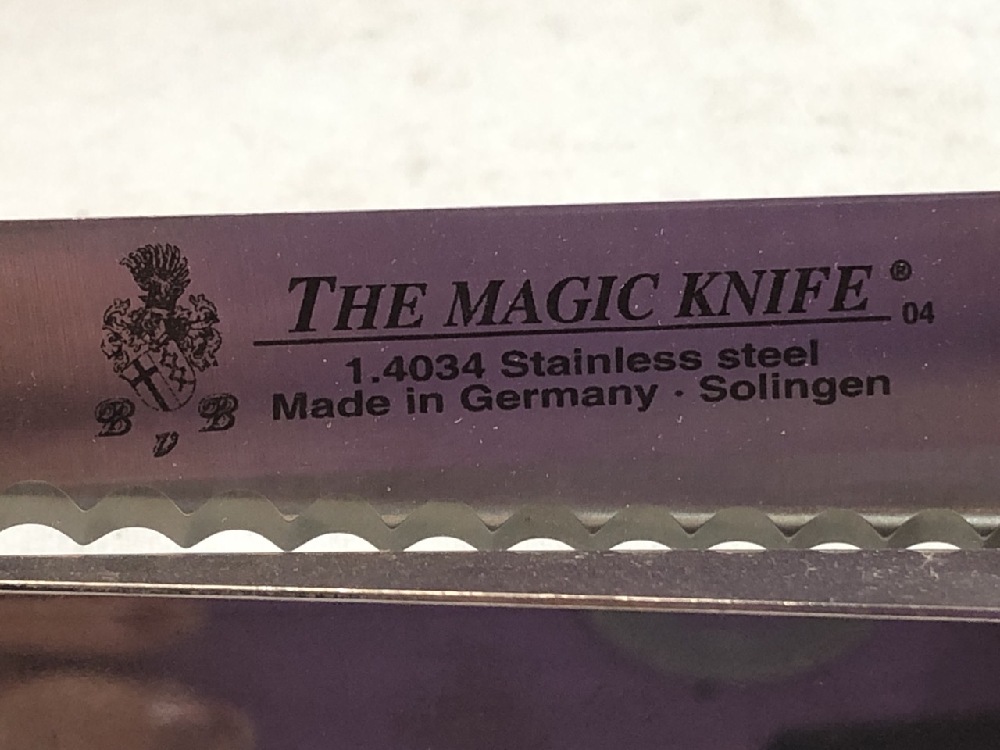 THE MAGIC KNIFE ®
04
1.4034 Stainless steel
Made in Germany · Solingen
B v B